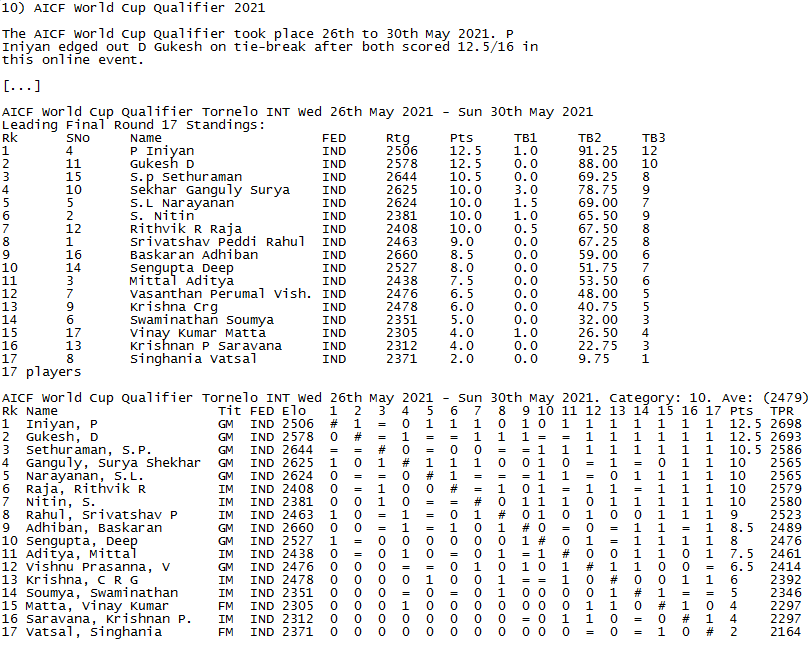 10) AICF World Cup Qualifier 2021
The AICF World Cup Qualifier took place 26th to 30th May 2021. P
Iniyan edged out D Gukesh on tie-break after both scored 12.5/16 in
this online event.
[...]
AICF World Cup Qualifier Tornelo INT Wed 26th May 2021 - Sun 30th May 2021
Leading Final Round 17 Standings:
Rk SNo Name FED Rtg Pts TB1 TB2 TB3
1 4 P Iniyan IND 2506 12.5 1.0 91.25 12
2 11 Gukesh D IND 2578 12.5 0.0 88.00 10
3 15 S.p Sethuraman IND 2644 10.5 0.0 69.25 8
4 10 Sekhar Ganguly Surya IND 2625 10.0 3.0 78.75 9
5 5 S.L Narayanan IND 2624 10.0 1.5 69.00 7
6 2 S. Nitin IND 2381 10.0 1.0 65.50 9
7 12 Rithvik R Raja IND 2408 10.0 0.5 67.50 8
8 1 Srivatshav Peddi Rahul IND 2463 9.0 0.0 67.25 8
9 16 Baskaran Adhiban IND 2660 8.5 0.0 59.00 6
10 14 Sengupta Deep IND 2527 8.0 0.0 51.75 7
11 3 Mittal Aditya IND 2438 7.5 0.0 53.50 6
12 7 Vasanthan Perumal Vish. IND 2476 6.5 0.0 48.00 5
13 9 Krishna Crg IND 2478 6.0 0.0 40.75 5
14 6 Swaminathan Soumya IND 2351 5.0 0.0 32.00 3
15 17 Vinay Kumar Matta IND 2305 4.0 1.0 26.50 4
16 13 Krishnan P Saravana IND 2312 4.0 0.0 22.75 3
17 8 Singhania Vatsal IND 2371 2.0 0.0 9.75 1
17 players
AICF World Cup Qualifier Tornelo INT Wed 26th May 2021 - Sun 30th May 2021. Category: 10. Ave: (2479)
Rk Name Tit FED Elo 1 2 3 4 5 6 7 8 9 10 11 12 13 14 15 16 17 Pts TPR
1 Iniyan, P GM IND 2506 # 1 = 0 1 1 1 0 1 0 1 1 1 1 1 1 1 12.5 2698
2 Gukesh, D GM IND 2578 0 # = 1 = = 1 1 1 = = 1 1 1 1 1 1 12.5 2693
3 Sethuraman, S.P. GM IND 2644 = = # 0 = 0 0 = = 1 1 1 1 1 1 1 1 10.5 2586
4 Ganguly, Surya Shekhar GM IND 2625 1 0 1 # 1 1 1 0 0 1 0 = 1 = 0 1 1 10 2565
5 Narayanan, S.L. GM IND 2624 0 = = 0 # 1 = = = 1 1 = 0 1 1 1 1 10 2565
6 Raja, Rithvik R IM IND 2408 0 = 1 0 0 # = 1 0 1 = 1 1 = 1 1 1 10 2579
7 Nitin, S. IM IND 2381 0 0 1 0 = = # 0 1 1 1 0 1 1 1 1 1 10 2580
8 Rahul, Srivatshav P IM IND 2463 1 0 = 1 = 0 1 # 0 1 0 1 0 0 1 1 1 9 2523
9 Adhiban, Baskaran GM IND 2660 0 0 = 1 = 1 0 1 # 0 = 0 = 1 1 = 1 8.5 2489
10 Sengupta, Deep GM IND 2527 1 = 0 0 0 0 0 0 1 # 0 1 = 1 1 1 1 8 2476
11 Aditya, Mittal IM IND 2438 0 = 0 1 0 = 0 1 = 1 # 0 0 1 1 0 1 7.5 2461
12 Vishnu Prasanna, V GM IND 2476 0 0 0 = = 0 1 0 1 0 1 # 1 1 0 0 = 6.5 2414
13 Krishna, C R G IM IND 2478 0 0 0 0 1 0 0 1 = = 1 0 # 0 0 1 1 6 2392
14 Soumya, Swaminathan IM IND 2351 0 0 0 = 0 = 0 1 0 0 0 0 1 # 1 = = 5 2346
15 Matta, Vinay Kumar FM IND 2305 0 0 0 1 0 0 0 0 0 0 0 1 1 0 # 1 0 4 2297
16 Saravana, Krishnan P. IM IND 2312 0 0 0 0 0 0 0 0 = 0 1 1 0 = 0 # 1 4 2297
17 Vatsal, Singhania FM IND 2371 0 0 0 0 0 0 0 0 0 0 0 = 0 = 1 0 # 2 2164